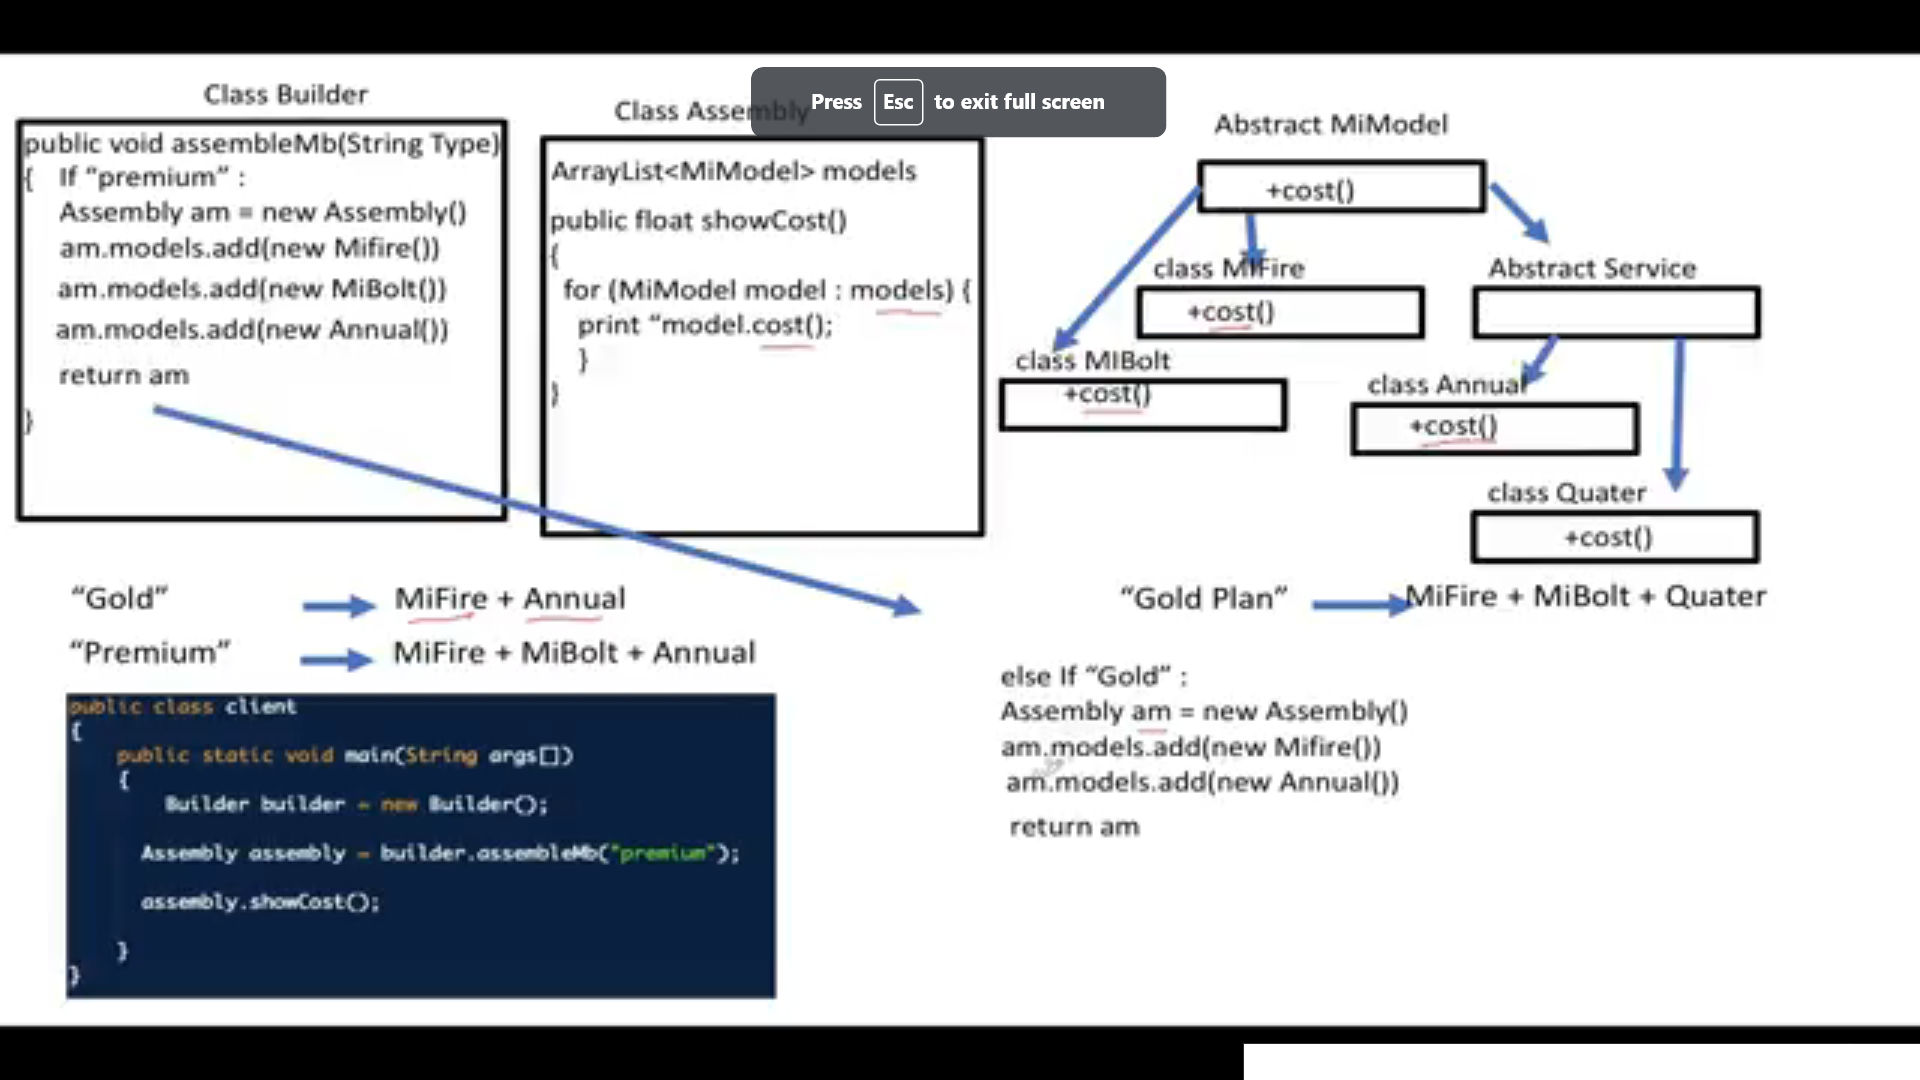 Press Esc to exit full screen
Class Builder
public void assembleMb(String Type)
{ If “premium” :
Assembly am = new Assembly()
am.models.add(new Mifire())
am.models.add(new MiBolt())
am.models.add(new Annual())
return am
}
Class Assembly
ArrayList<MiModel> models
public float showCost()
{
for (MiModel model : models) {
print “model.cost();
}
}
Abstract MiModel
+cost()
class MIFire
+cost()
Abstract Service
class MIBolt
+cost()
class Annual
+cost()
class Quater
+cost()
“Gold” MiFire + Annual
“Premium” MiFire + MiBolt + Annual
“Gold Plan” MiFire + MiBolt + Quater
else If “Gold” :
Assembly am = new Assembly()
am.models.add(new Mifire())
am.models.add(new Annual())
return am
public class client
{
public static void main(String args[])
{
Builder builder = new Builder();
Assembly assembly = builder.assembleMb("premium");
assembly.showCost();
}
}